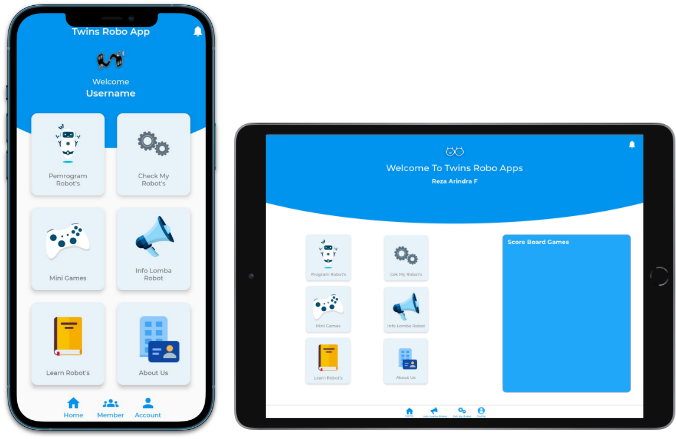 Twins Robo App
Welcome
Username
Pemrogram
Robot's
Check My
Robot's
Mini Games
Info Lomba
Robot
Learn Robot's
About Us
Home
Member
Account
Welcome To Twins Robo Apps
Reza Arindra F
Program Robot's
My Robot's
Mini Games
Info Lomba Robot
Learn Robot's
About Us
Score Board Games